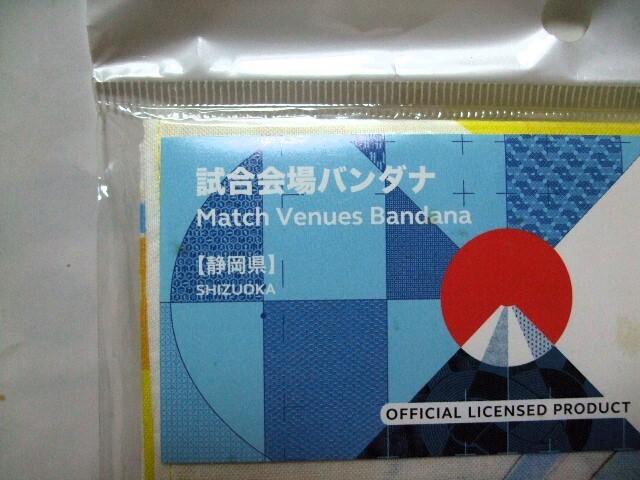 試合会場バンダナ
Match Venues Bandana
【静岡県】
SHIZUOKA
OFFICIAL LICENSED PRODUCT